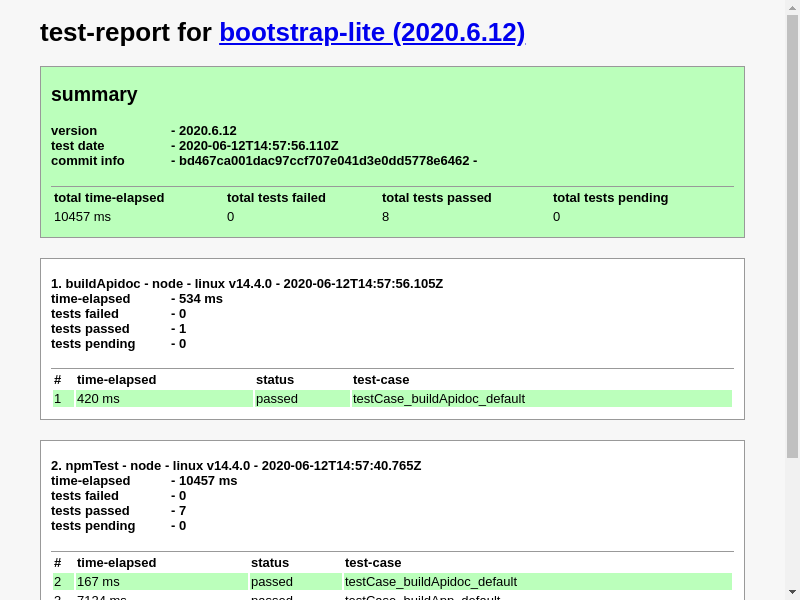 test-report for bootstrap-lite (2020.6.12)
summary
version - 2020.6.12
test date - 2020-06-12T14:57:56.110Z
commit info - bd467ca001dac97ccf707e041d3e0dd5778e6462 -
total time-elapsed total tests failed total tests passed total tests pending
10457 ms 0 8 0
1. buildApidoc - node - linux v14.4.0 - 2020-06-12T14:57:56.105Z
time-elapsed - 534 ms
tests failed - 0
tests passed - 1
tests pending - 0
# time-elapsed status test-case
1 420 ms passed testCase_buildApidoc_default
2. npmTest - node - linux v14.4.0 - 2020-06-12T14:57:40.765Z
time-elapsed - 10457 ms
tests failed - 0
tests passed - 7
tests pending - 0
# time-elapsed status test-case
2 167 ms passed testCase_buildApidoc_default
3 7124 ms passed testCase_buildApp_default